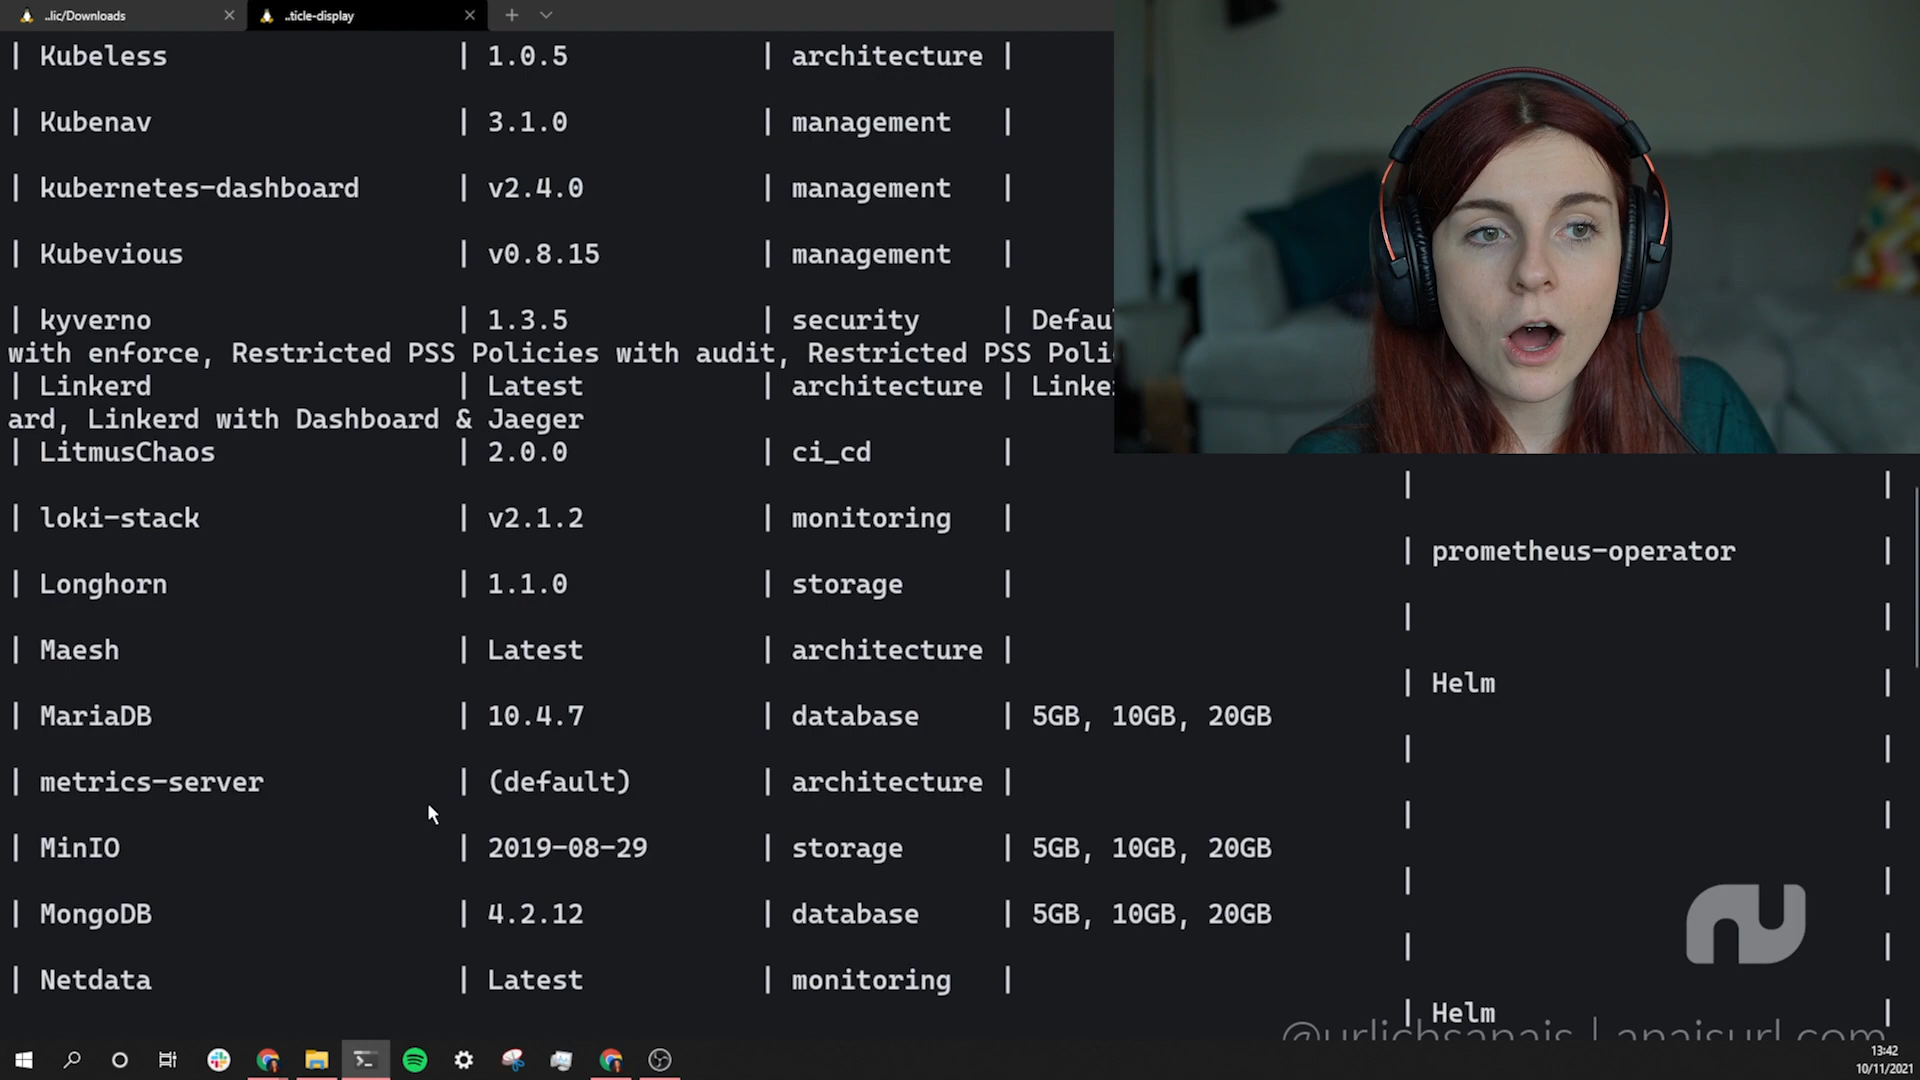 ..lic/Downloads
..ticle-display
| Kubeless | 1.0.5 | architecture |
| Kubenav | 3.1.0 | management |
| kubernetes-dashboard | v2.4.0 | management |
| Kubevious | v0.8.15 | management |
| kyverno | 1.3.5 | security |
with enforce, Restricted PSS Policies with audit, Restricted PSS
| Linkerd | Latest | architecture |
ard, Linkerd with Dashboard & Jaeger
| LitmusChaos | 2.0.0 | ci_cd |
| loki-stack | v2.1.2 | monitoring |
| prometheus-operator |
| Longhorn | 1.1.0 | storage |
| Maesh | Latest | architecture |
| Helm |
| MariaDB | 10.4.7 | database | 5GB, 10GB, 20GB
| metrics-server | (default) | architecture |
| MinIO | 2019-08-29 | storage | 5GB, 10GB, 20GB
| MongoDB | 4.2.12 | database | 5GB, 10GB, 20GB
| Netdata | Latest | monitoring |
| Helm |
@urlichsanais | anaisurl.com
13:42
10/11/2021